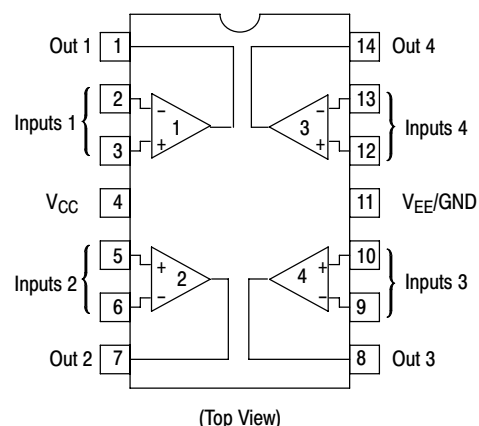 Out 1 1 14 Out 4
2 − − 13
Inputs 1 1 3 Inputs 4
3 + + 12
VCC 4 11 VEE/GND
5 + + 10
Inputs 2 2 4 Inputs 3
6 − − 9
Out 2 7 8 Out 3
(Top View)